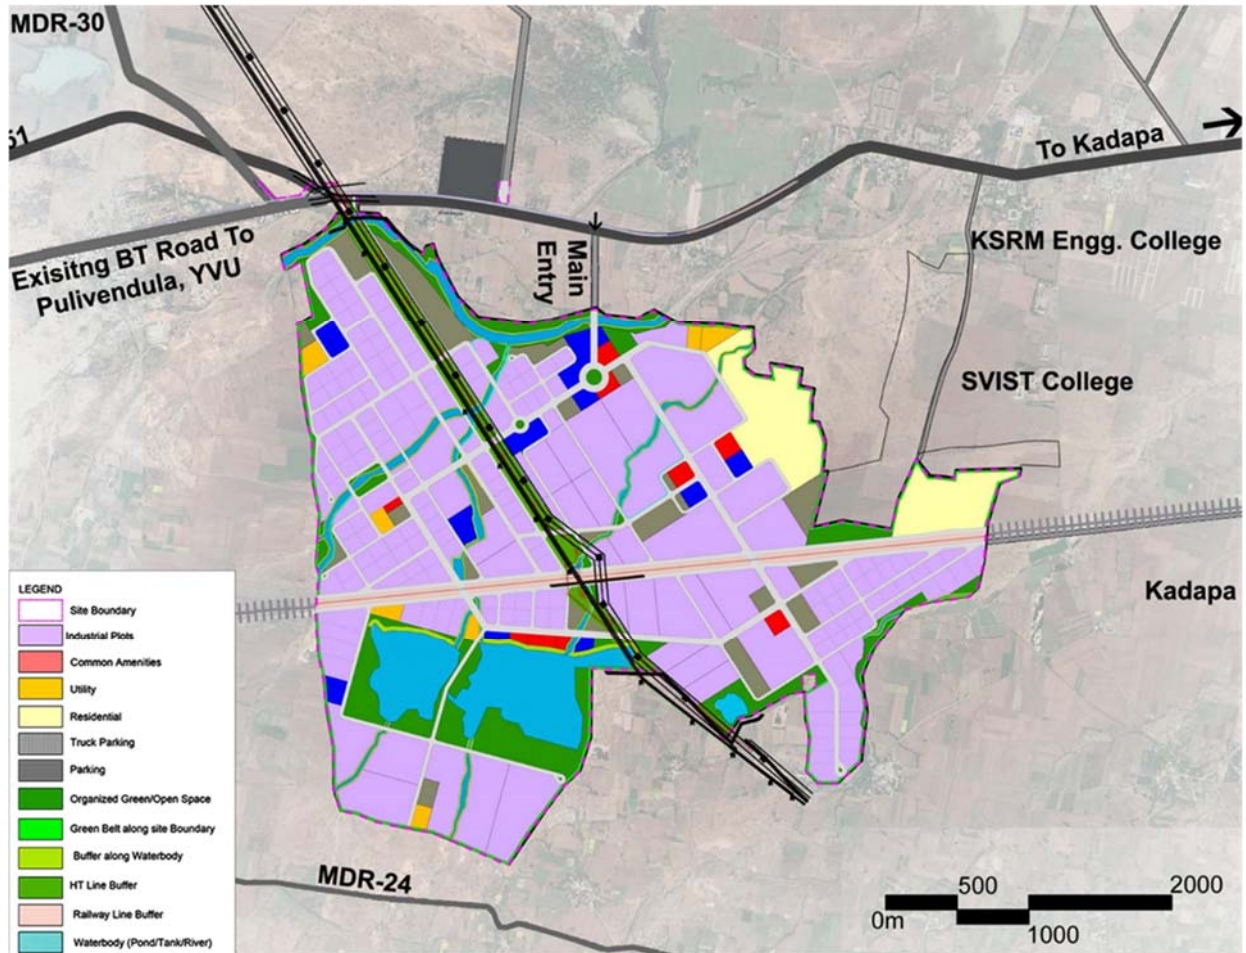 MDR-30
51
To Kadapa
Exisitng BT Road To
Pulivendula, YVU
Main
Entry
KSRM Engg. College
SVIST College
Kadapa
LEGEND
Site Boundary
Industrial Plots
Common Amenities
Utility
Residential
Truck Parking
Parking
Organized Green/Open Space
Green Belt along site Boundary
Buffer along Waterbody
HT Line Buffer
Railway Line Buffer
Waterbody (Pond/Tank/River)
MDR-24
500
2000
0m
1000